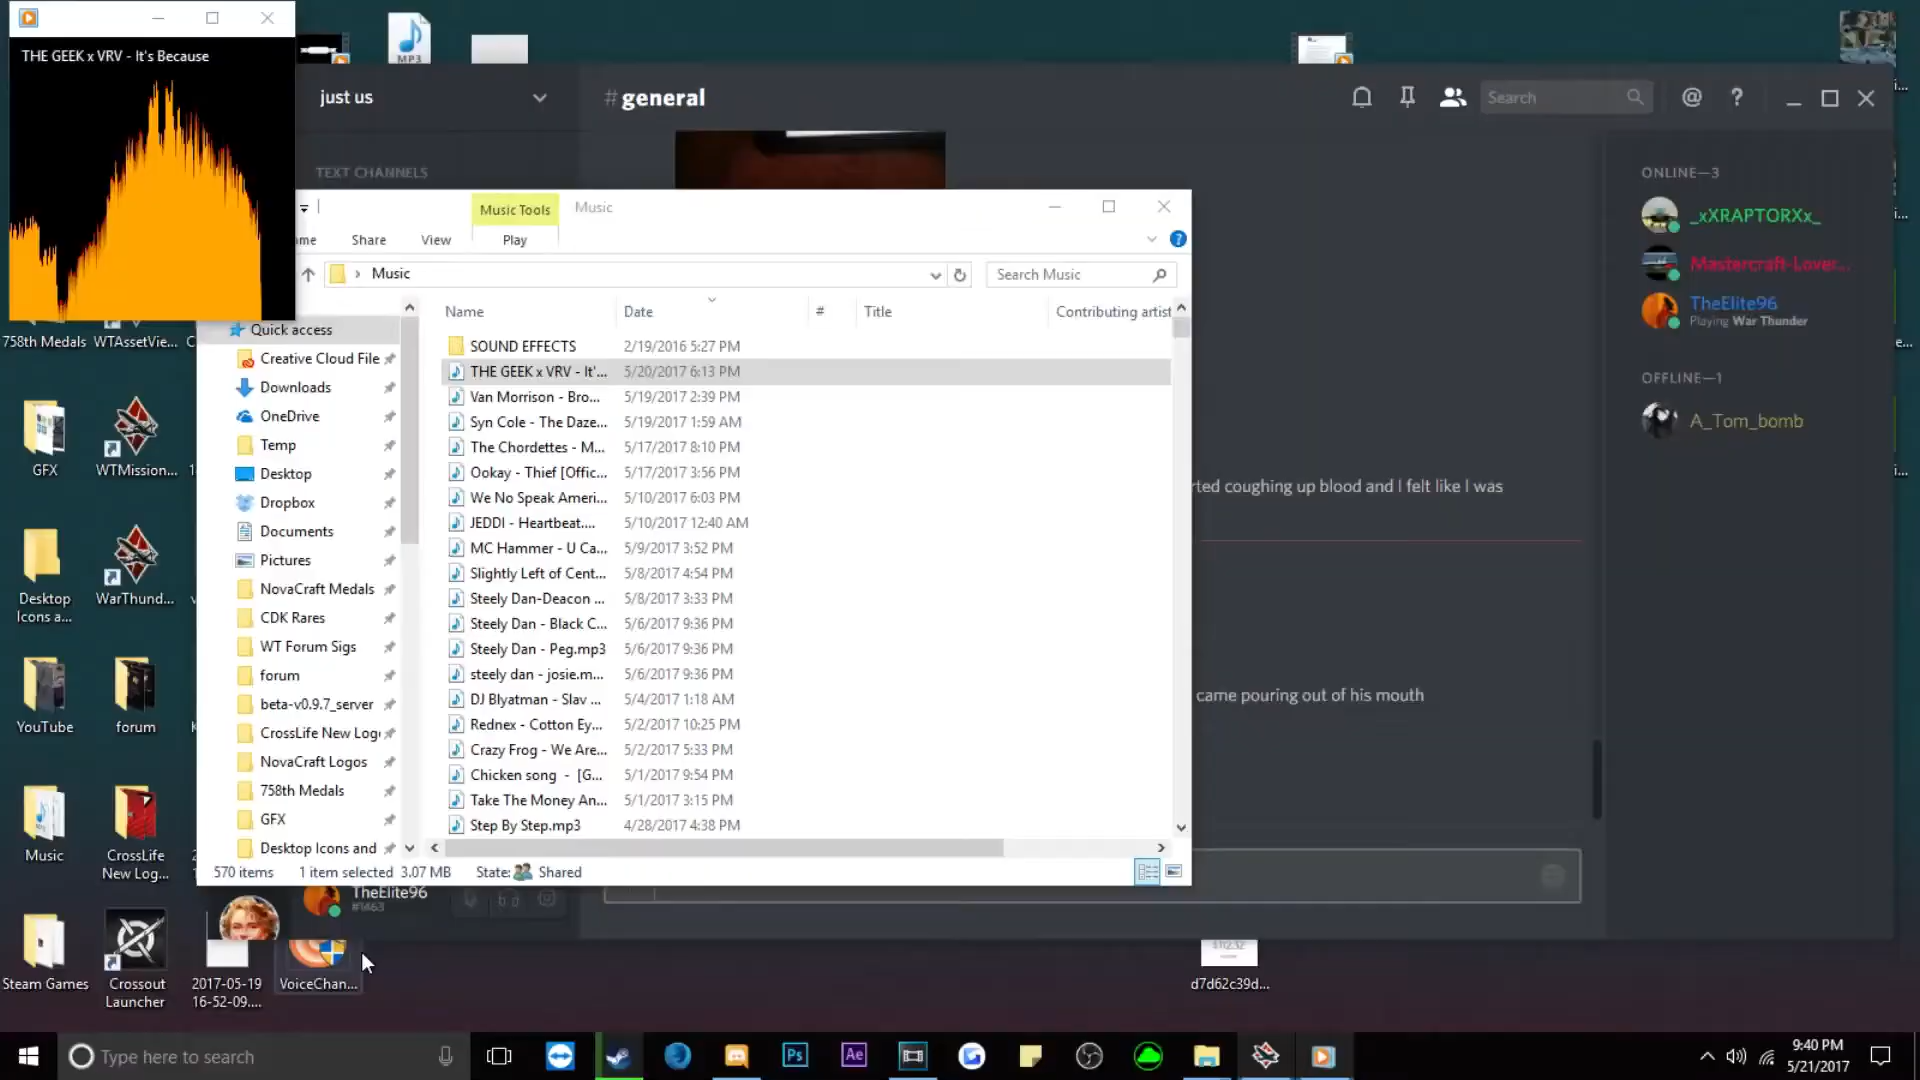 THE GEEK x VRV - It's Because
MP3
just us
#general
Search
TEXT CHANNELS
Music Tools
Music
Share
View
Play
Music
Search Music
Name
Date
#
Title
Contributing artist
Quick access
Creative Cloud File
Downloads
OneDrive
Temp
Desktop
Dropbox
Documents
Pictures
NovaCraft Medals
CDK Rares
WT Forum Sigs
forum
beta-v0.9.7_server
CrossLife New Logo
NovaCraft Logos
758th Medals
GFX
Desktop Icons and
SOUND EFFECTS 2/19/2016 5:27 PM
THE GEEK x VRV - It'... 5/20/2017 6:13 PM
Van Morrison - Bro... 5/19/2017 2:39 PM
Syn Cole - The Daze... 5/19/2017 1:59 AM
The Chordettes - M... 5/17/2017 8:10 PM
Ookay - Thief [Offic... 5/17/2017 3:56 PM
We No Speak Ameri... 5/10/2017 6:03 PM
JEDDI - Heartbeat.... 5/10/2017 12:40 AM
MC Hammer - U Ca... 5/9/2017 3:52 PM
Slightly Left of Cent... 5/8/2017 4:54 PM
Steely Dan-Deacon ... 5/8/2017 3:33 PM
Steely Dan - Black C... 5/6/2017 9:36 PM
Steely Dan - Peg.mp3 5/6/2017 9:36 PM
steely dan - josie.m... 5/6/2017 9:36 PM
DJ Blyatman - Slav ... 5/4/2017 1:18 AM
Rednex - Cotton Ey... 5/2/2017 10:25 PM
Crazy Frog - We Are... 5/2/2017 5:33 PM
Chicken song - [G... 5/1/2017 9:54 PM
Take The Money An... 5/1/2017 3:15 PM
Step By Step.mp3 4/28/2017 4:38 PM
570 items 1 item selected 3.07 MB State: Shared
ONLINE—3
_xXRAPTORXx_
Mastercraft-Lover...
TheElite96
Playing War Thunder
OFFLINE—1
A_Tom_bomb
rted coughing up blood and I felt like I was
came pouring out of his mouth
TheElite96
#1463
758th Medals
WTAssetVie...
GFX
WTMission...
Desktop
Icons a...
WarThund...
YouTube
forum
Music
CrossLife
New Log...
Steam Games
Crossout
Launcher
2017-05-19
16-52-09....
VoiceChan...
d7d62c39d...
Type here to search
Ps
Ae
9:40 PM
5/21/2017